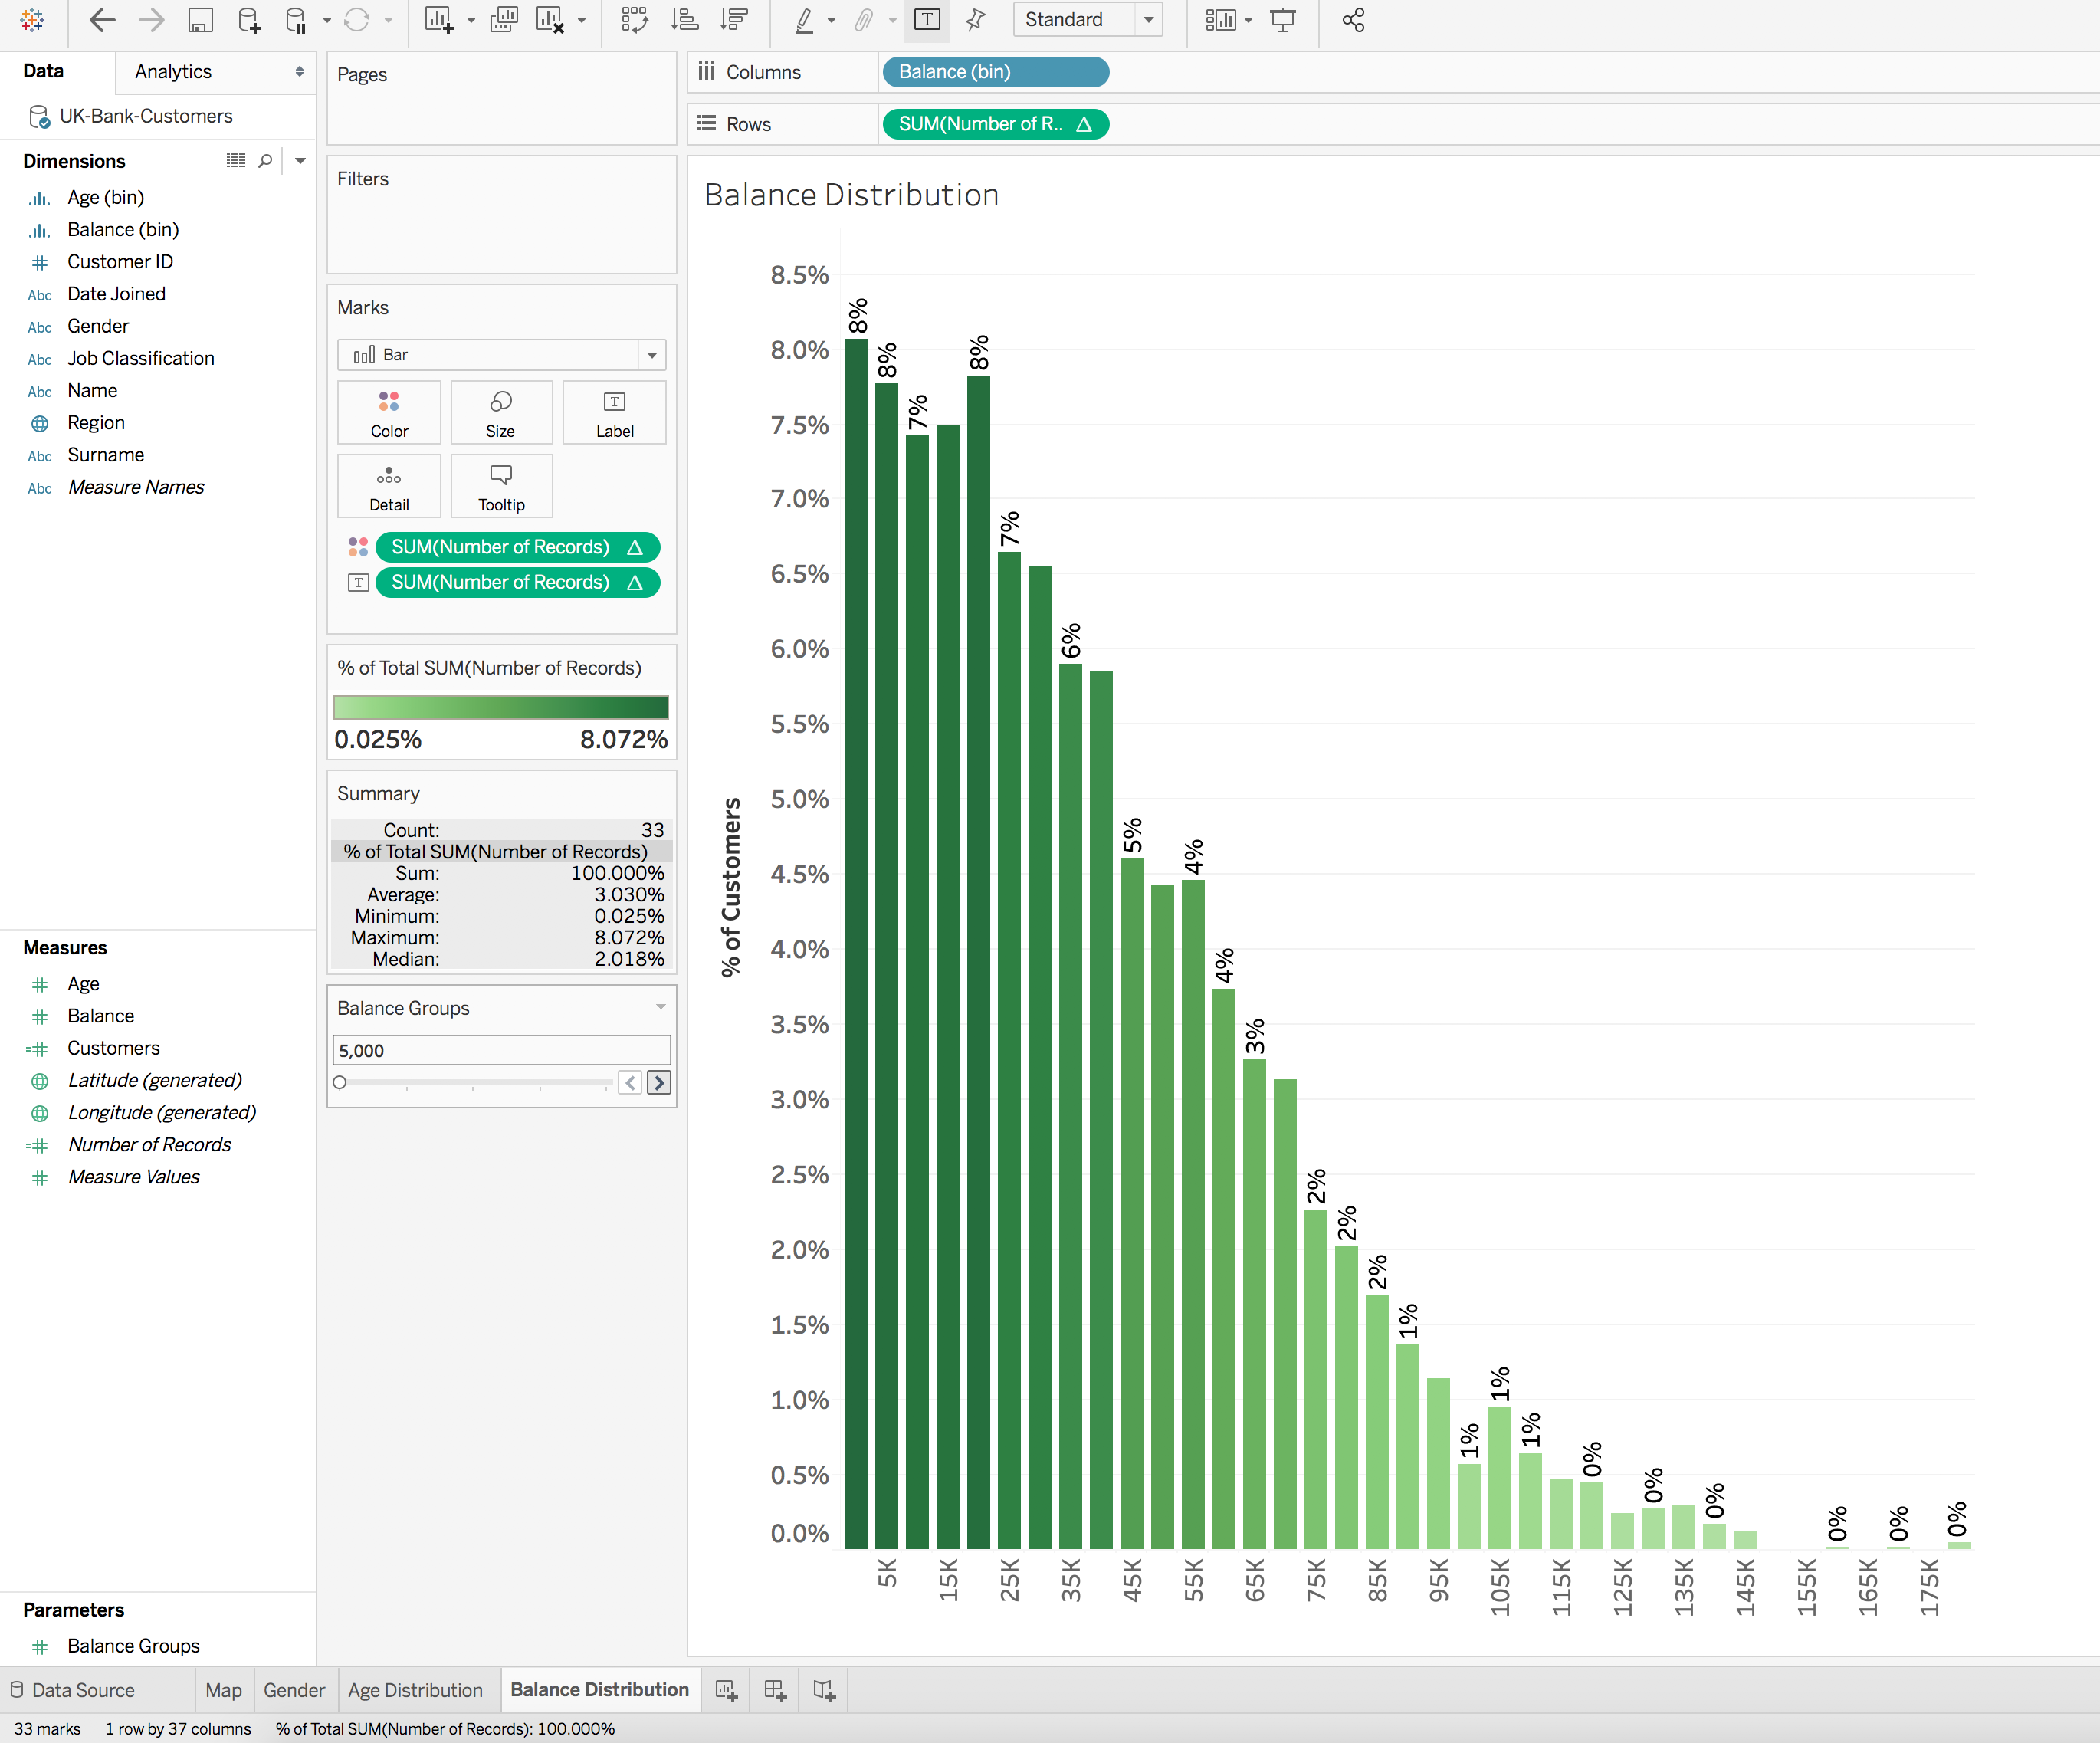 Standard
Data
Analytics
UK-Bank-Customers
Dimensions
Age (bin)
Balance (bin)
Customer ID
Abc Date Joined
Abc Gender
Abc Job Classification
Abc Name
Region
Abc Surname
Abc Measure Names
Measures
Age
Balance
Customers
Latitude (generated)
Longitude (generated)
Number of Records
Measure Values
Parameters
Balance Groups
Pages
Filters
Marks
Bar
Color
Size
T
Label
Detail
Tooltip
SUM(Number of Records) Δ
T SUM(Number of Records) Δ
% of Total SUM(Number of Records)
0.025% 8.072%
Summary
Count: 33
% of Total SUM(Number of Records)
Sum: 100.000%
Average: 3.030%
Minimum: 0.025%
Maximum: 8.072%
Median: 2.018%
Balance Groups
5,000
Columns
Balance (bin)
Rows
SUM(Number of R.. Δ
Balance Distribution
% of Customers
8.5%
8.0%
7.5%
7.0%
6.5%
6.0%
5.5%
5.0%
4.5%
4.0%
3.5%
3.0%
2.5%
2.0%
1.5%
1.0%
0.5%
0.0%
8%
8%
7%
8%
7%
6%
5%
4%
4%
3%
2%
2%
2%
1%
1%
1%
1%
0%
0%
0%
0%
0%
0%
5K
15K
25K
35K
45K
55K
65K
75K
85K
95K
105K
115K
125K
135K
145K
155K
165K
175K
Data Source
Map
Gender
Age Distribution
Balance Distribution
33 marks 1 row by 37 columns % of Total SUM(Number of Records): 100.000%